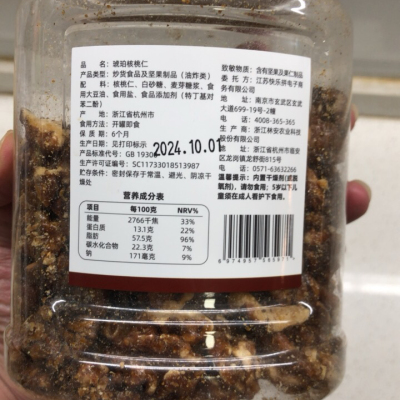 品 名：琥珀核桃仁
产品类型：炒货食品及坚果制品（油炸类）
配 料：核桃仁、白砂糖、麦芽糖浆、食
用大豆油、食用盐、食品添加剂（特丁基对
苯二酚）
产 地：浙江省杭州市
食用方法：开罐即食
保 质 期：6个月
生产日期：见打印标示
2024.10.01
产品标准代号：GB 19300
生产许可证号：SC11733018513987
贮存条件：密封保存于常温、避光、阴凉干
燥处
营养成分表
项目 每100克 NRV%
能量 2766千焦 33%
蛋白质 13.1克 22%
脂肪 57.5克 96%
碳水化合物 22.3克 7%
钠 171毫克 9%
致敏物质：含有坚果及果仁制品
委 托 方：江苏快乐胖电子商
务有限公司
地 址：南京市玄武区玄武
大道699-19号-2幢
电 话：4008-365-365
生 产 商：浙江林安农业科技
股份有限公司
地 址：浙江省杭州市临安
区龙岗镇龙昌野街815号
电 话：0571-63632266
温馨提示：内置干燥剂(或脱
氧剂)，请勿食用；5岁以下儿
童须在成人看护下食用。